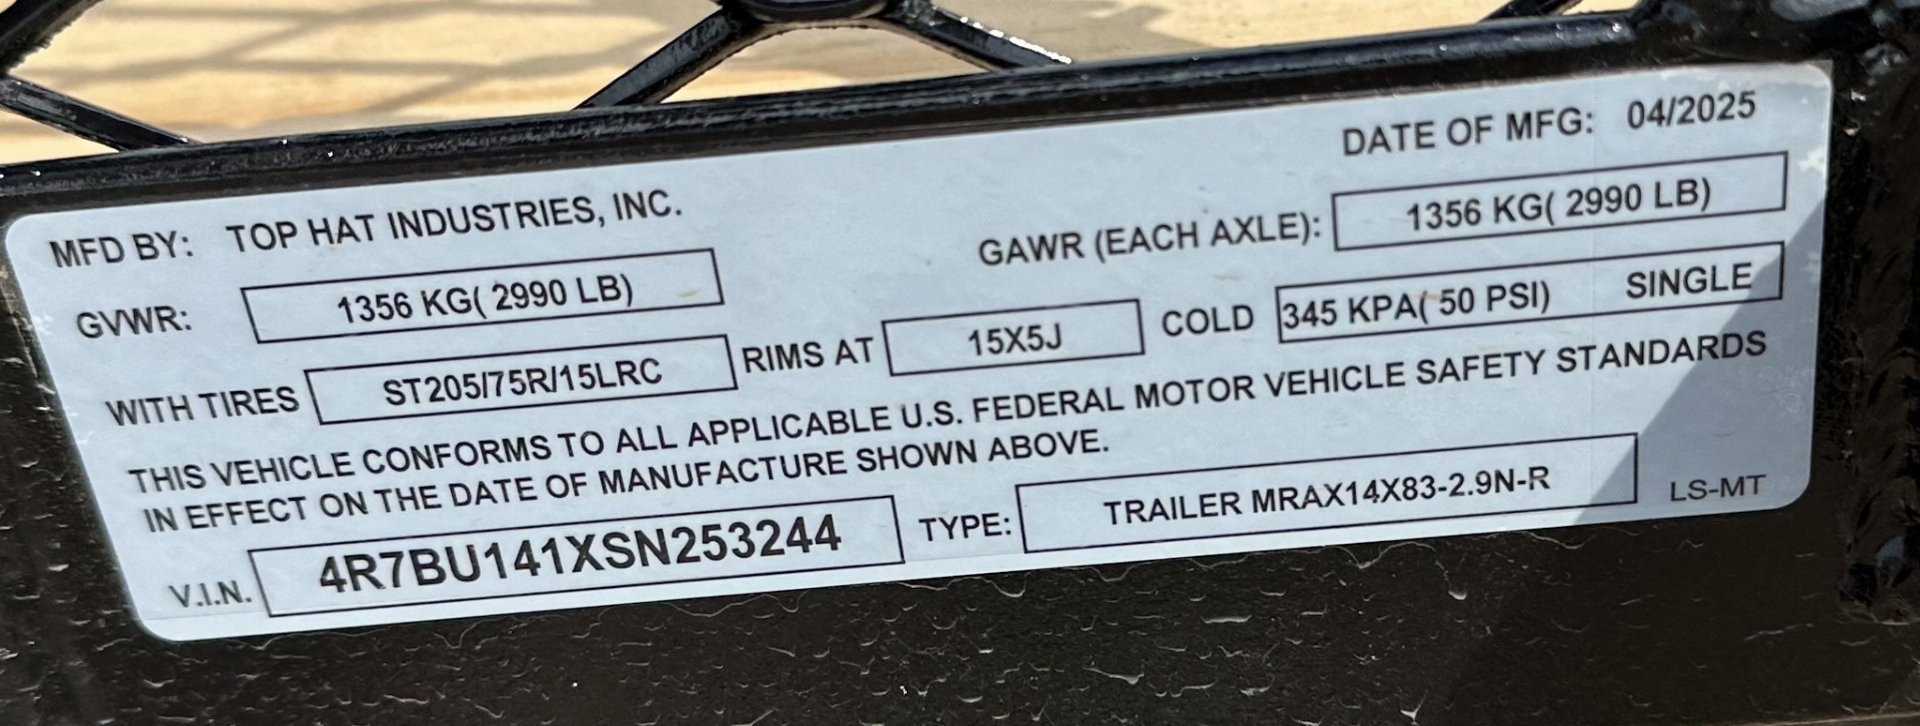 DATE OF MFG: 04/2025
MFD BY: TOP HAT INDUSTRIES, INC.
GAWR (EACH AXLE): 1356 KG( 2990 LB)
GVWR: 1356 KG( 2990 LB)
WITH TIRES ST205/75R/15LRC RIMS AT 15X5J COLD 345 KPA( 50 PSI) SINGLE
THIS VEHICLE CONFORMS TO ALL APPLICABLE U.S. FEDERAL MOTOR VEHICLE SAFETY STANDARDS
IN EFFECT ON THE DATE OF MANUFACTURE SHOWN ABOVE.
V.I.N. 4R7BU141XSN253244 TYPE: TRAILER MRAX14X83-2.9N-R LS-MT